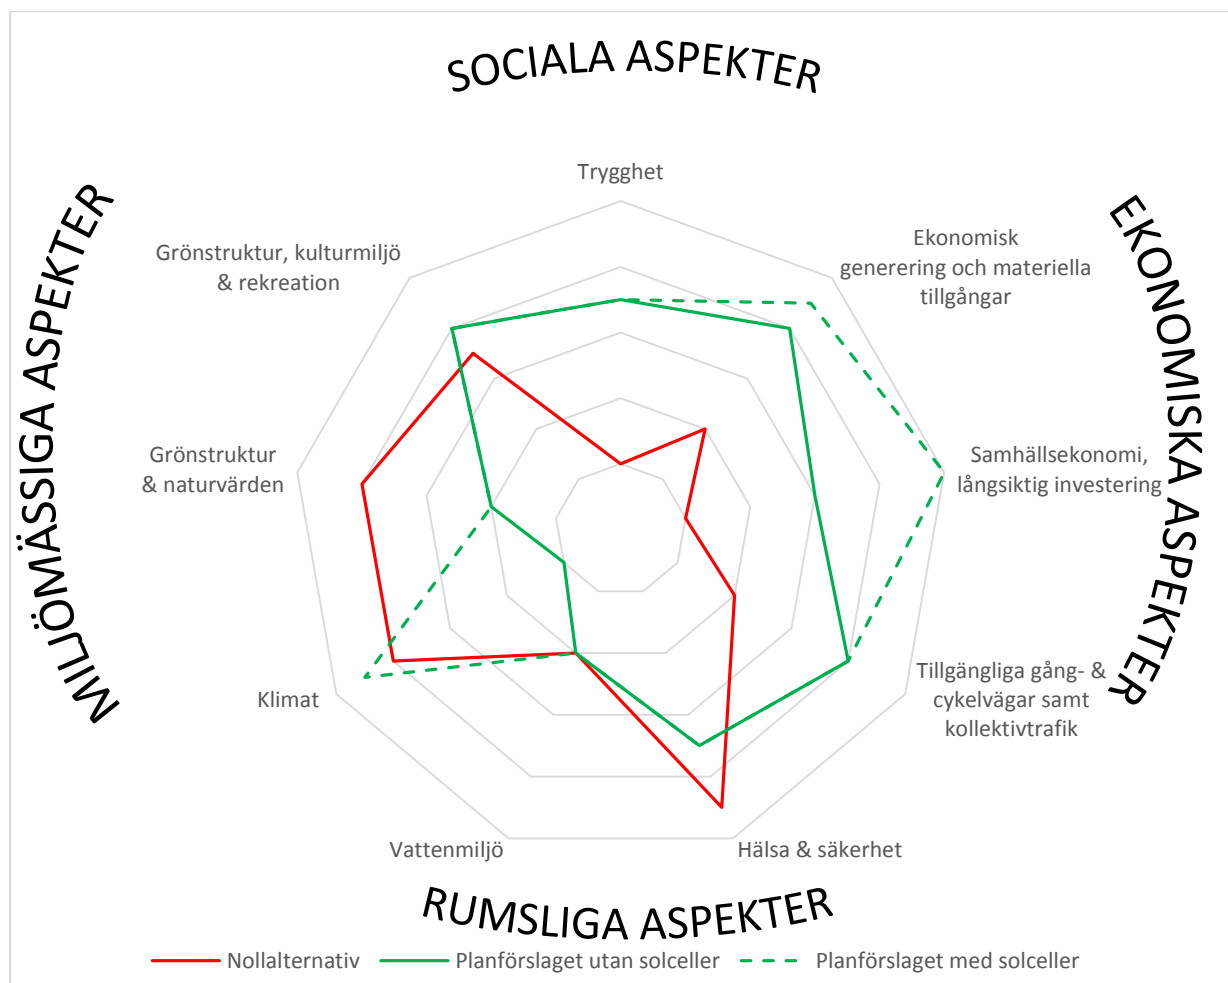 SOCIALA ASPEKTER
Trygghet
MILJÖMÄSSIGA ASPEKTER
EKONOMISKA ASPEKTER
Grönstruktur, kulturmiljö
& rekreation
Ekonomisk
generering och materiella
tillgångar
Grönstruktur
& naturvärden
Samhällsekonomi,
långsiktig investering
Klimat
Tillgängliga gång- &
cykelvägar samt
kollektivtrafik
Vattenmiljö
Hälsa & säkerhet
RUMSLIGA ASPEKTER
Nollalternativ
Planförslaget utan solceller
Planförslaget med solceller